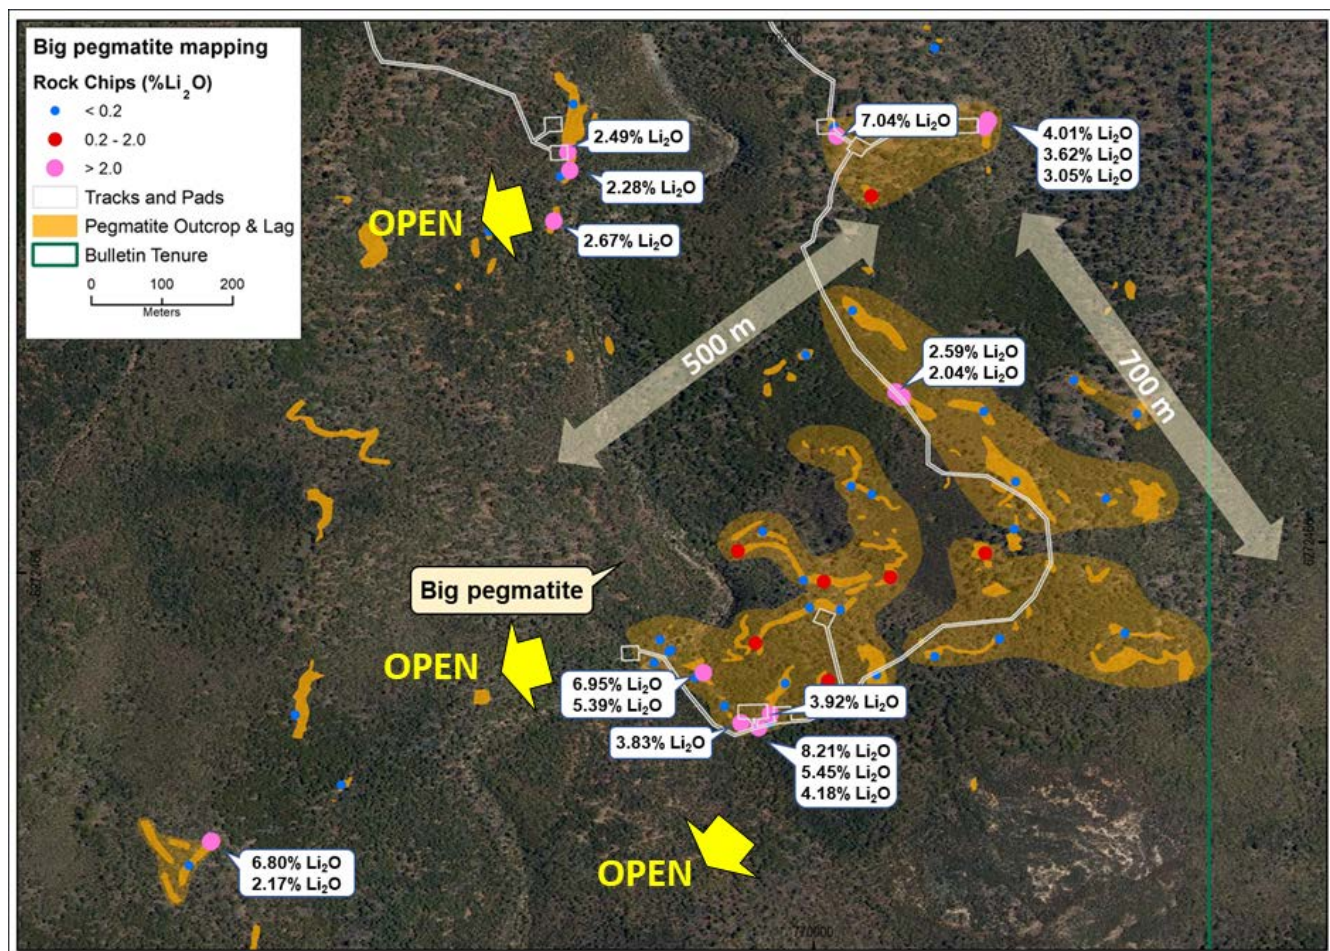 Big pegmatite mapping
Rock Chips (%Li₂O)
< 0.2
0.2 - 2.0
> 2.0
Tracks and Pads
Pegmatite Outcrop & Lag
Bulletin Tenure
0 100 200
Meters
2.49% Li₂O
2.28% Li₂O
2.67% Li₂O
OPEN
7.04% Li₂O
4.01% Li₂O
3.62% Li₂O
3.05% Li₂O
500 m
700 m
2.59% Li₂O
2.04% Li₂O
Big pegmatite
OPEN
6.95% Li₂O
5.39% Li₂O
3.92% Li₂O
3.83% Li₂O
8.21% Li₂O
5.45% Li₂O
4.18% Li₂O
OPEN
6.80% Li₂O
2.17% Li₂O
770000